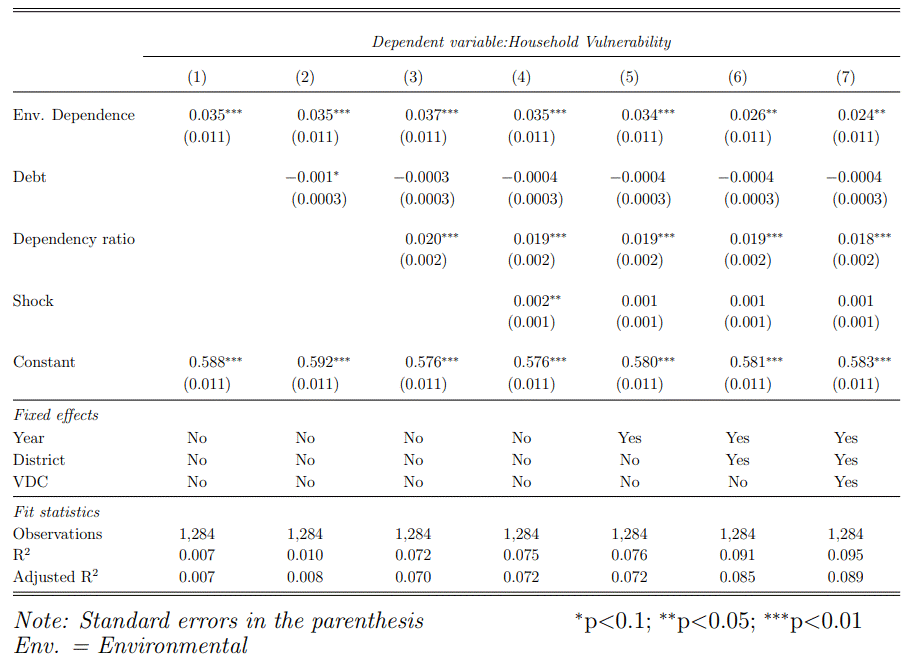 Dependent variable:Household Vulnerability
(1) (2) (3) (4) (5) (6) (7)
Env. Dependence 0.035*** 0.035*** 0.037*** 0.035*** 0.034*** 0.026** 0.024**
(0.011) (0.011) (0.011) (0.011) (0.011) (0.011) (0.011)
Debt −0.001* −0.0003 −0.0004 −0.0004 −0.0004 −0.0004
(0.0003) (0.0003) (0.0003) (0.0003) (0.0003) (0.0003)
Dependency ratio 0.020*** 0.019*** 0.019*** 0.019*** 0.018***
(0.002) (0.002) (0.002) (0.002) (0.002)
Shock 0.002** 0.001 0.001 0.001
(0.001) (0.001) (0.001) (0.001)
Constant 0.588*** 0.592*** 0.576*** 0.576*** 0.580*** 0.581*** 0.583***
(0.011) (0.011) (0.011) (0.011) (0.011) (0.011) (0.011)
Fixed effects
Year No No No No Yes Yes Yes
District No No No No No Yes Yes
VDC No No No No No No Yes
Fit statistics
Observations 1,284 1,284 1,284 1,284 1,284 1,284 1,284
R² 0.007 0.010 0.072 0.075 0.076 0.091 0.095
Adjusted R² 0.007 0.008 0.070 0.072 0.072 0.085 0.089
Note: Standard errors in the parenthesis *p<0.1; **p<0.05; ***p<0.01
Env. = Environmental